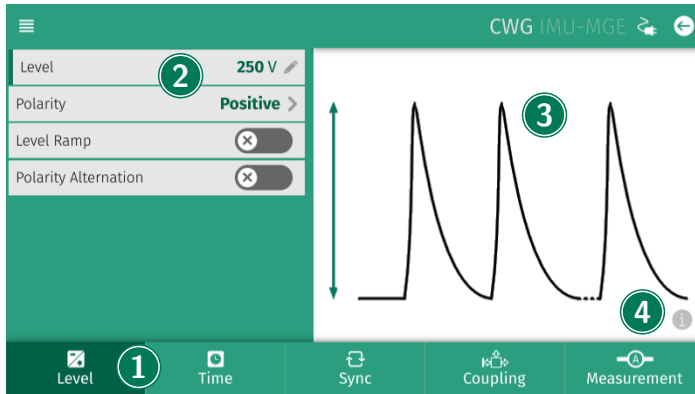 CWG IMU-MGE
Level 250 V
Polarity Positive
Level Ramp
Polarity Alternation
2
3
4
i
1
Level Time Sync Coupling Measurement
A